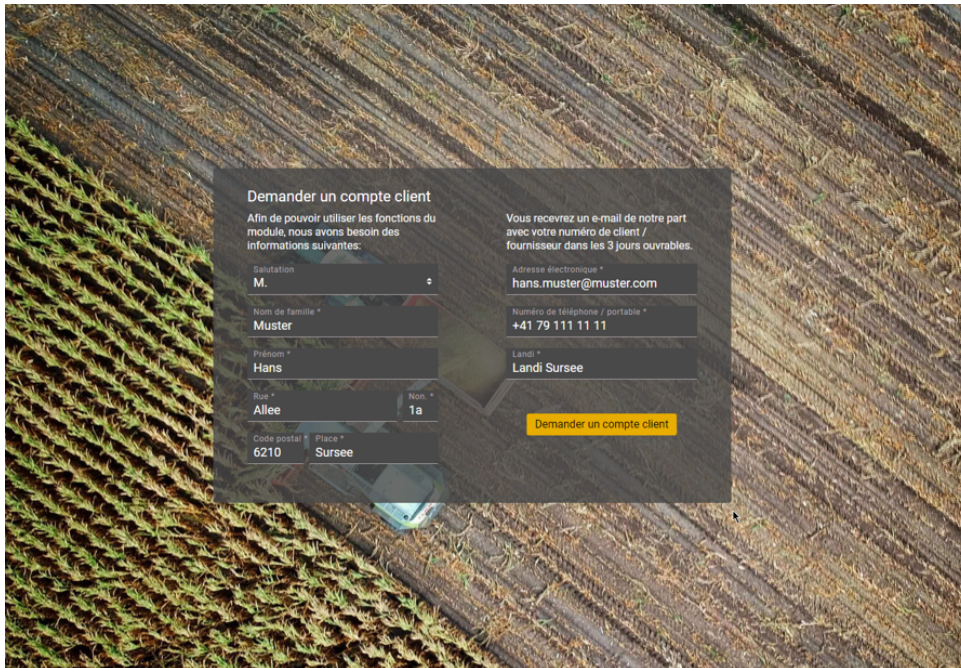 Demander un compte client
Afin de pouvoir utiliser les fonctions du
module, nous avons besoin des
informations suivantes:
Salutation
M.
Nom de famille *
Muster
Prénom *
Hans
Rue *
Allee
Non. *
1a
Code postal *
6210
Place *
Sursee
Vous recevrez un e-mail de notre part
avec votre numéro de client /
fournisseur dans les 3 jours ouvrables.
Adresse électronique *
hans.muster@muster.com
Numéro de téléphone / portable *
+41 79 111 11 11
Landi *
Landi Sursee
Demander un compte client